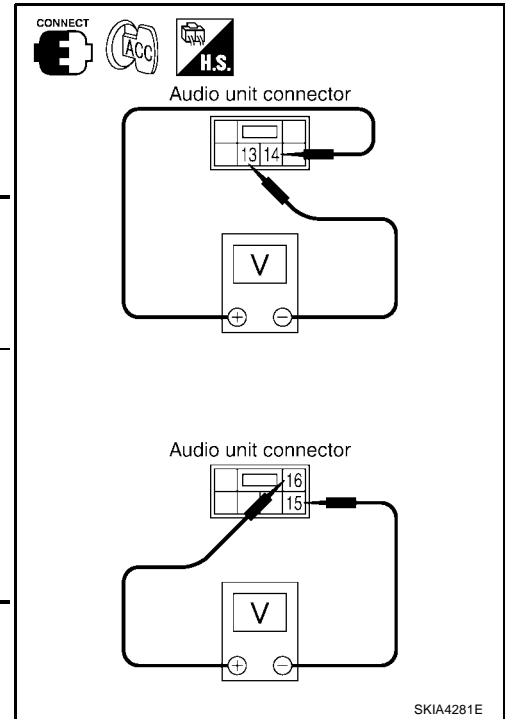 CONNECT
ACC
H.S.
Audio unit connector
13 14
V
+ -
Audio unit connector
16
15
V
+ -
SKIA4281E